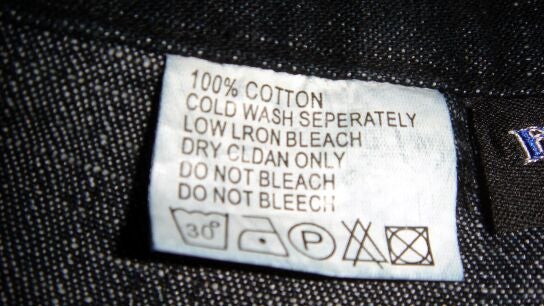 100% COTTON
COLD WASH SEPERATELY
LOW LRON BLEACH
DRY CLDAN ONLY
DO NOT BLEACH
DO NOT BLEECH
30° P